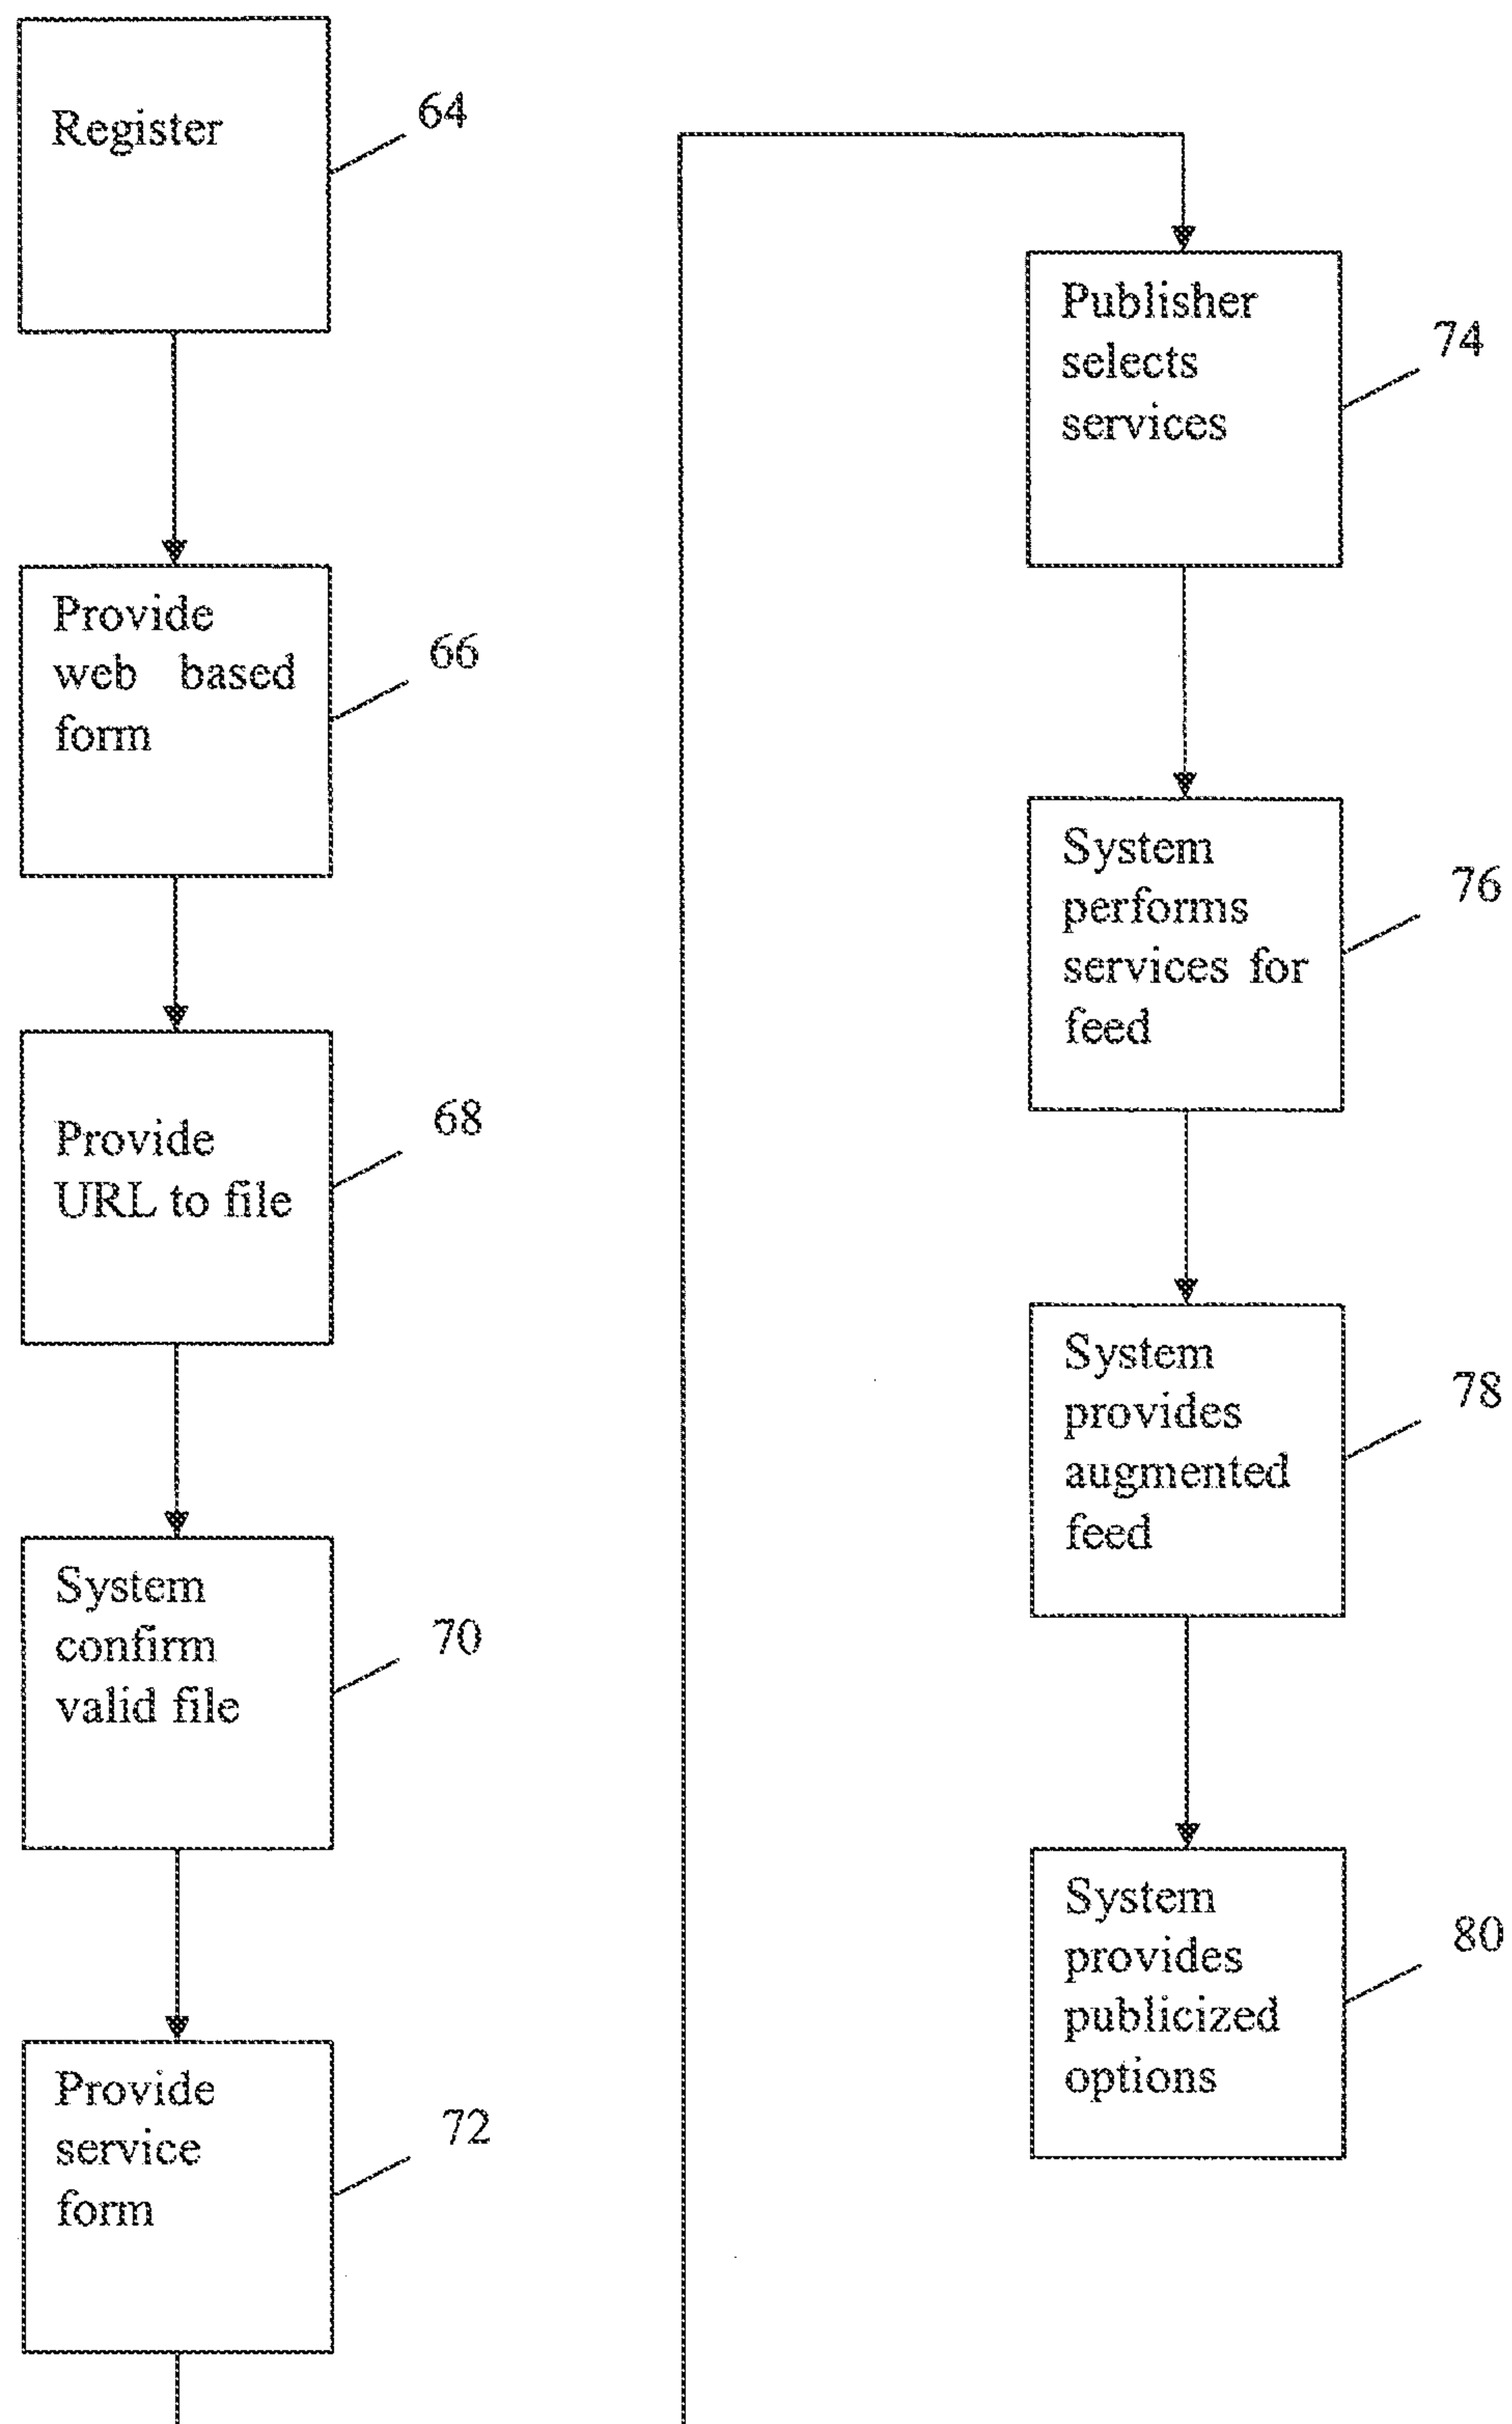 Register
64
Provide
web based
form
66
Provide
URL to file
68
System
confirm
valid file
70
Provide
service
form
72
Publisher
selects
services
74
System
performs
services for
feed
76
System
provides
augmented
feed
78
System
provides
publicized
options
80